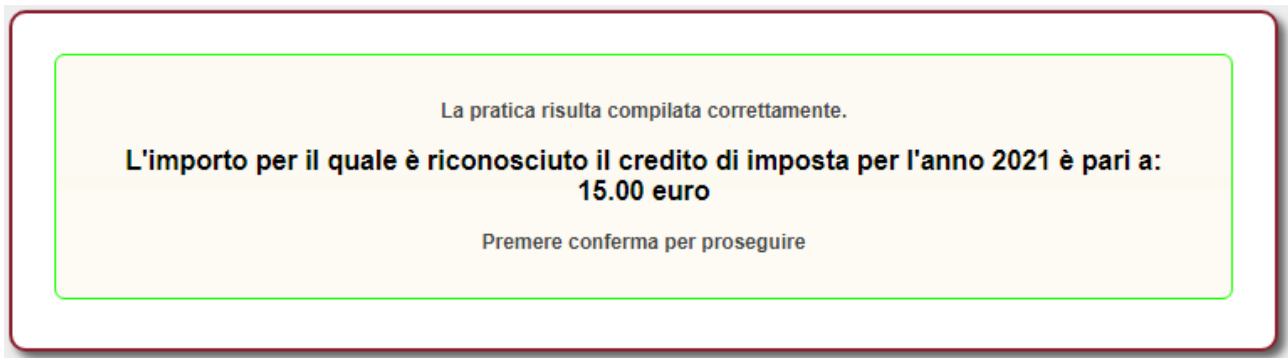 La pratica risulta compilata correttamente.
L'importo per il quale è riconosciuto il credito di imposta per l'anno 2021 è pari a:
15.00 euro
Premere conferma per proseguire